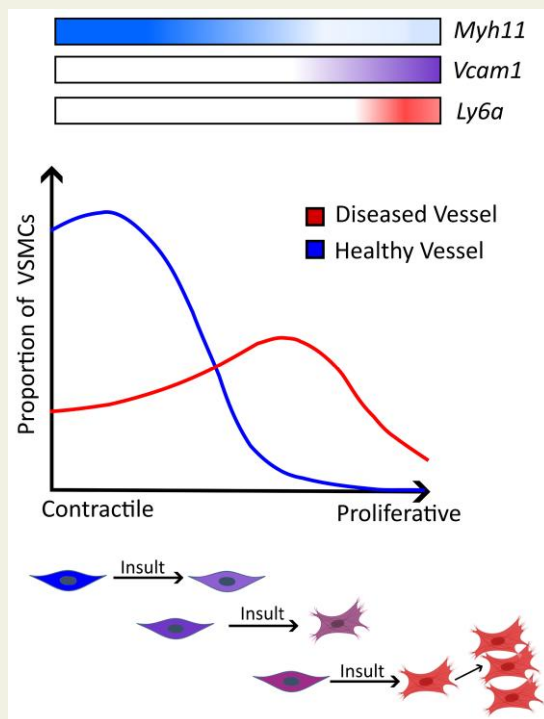 Myh11
Vcam1
Ly6a
Diseased Vessel
Healthy Vessel
Proportion of VSMCs
Contractile
Proliferative
Insult
Insult
Insult